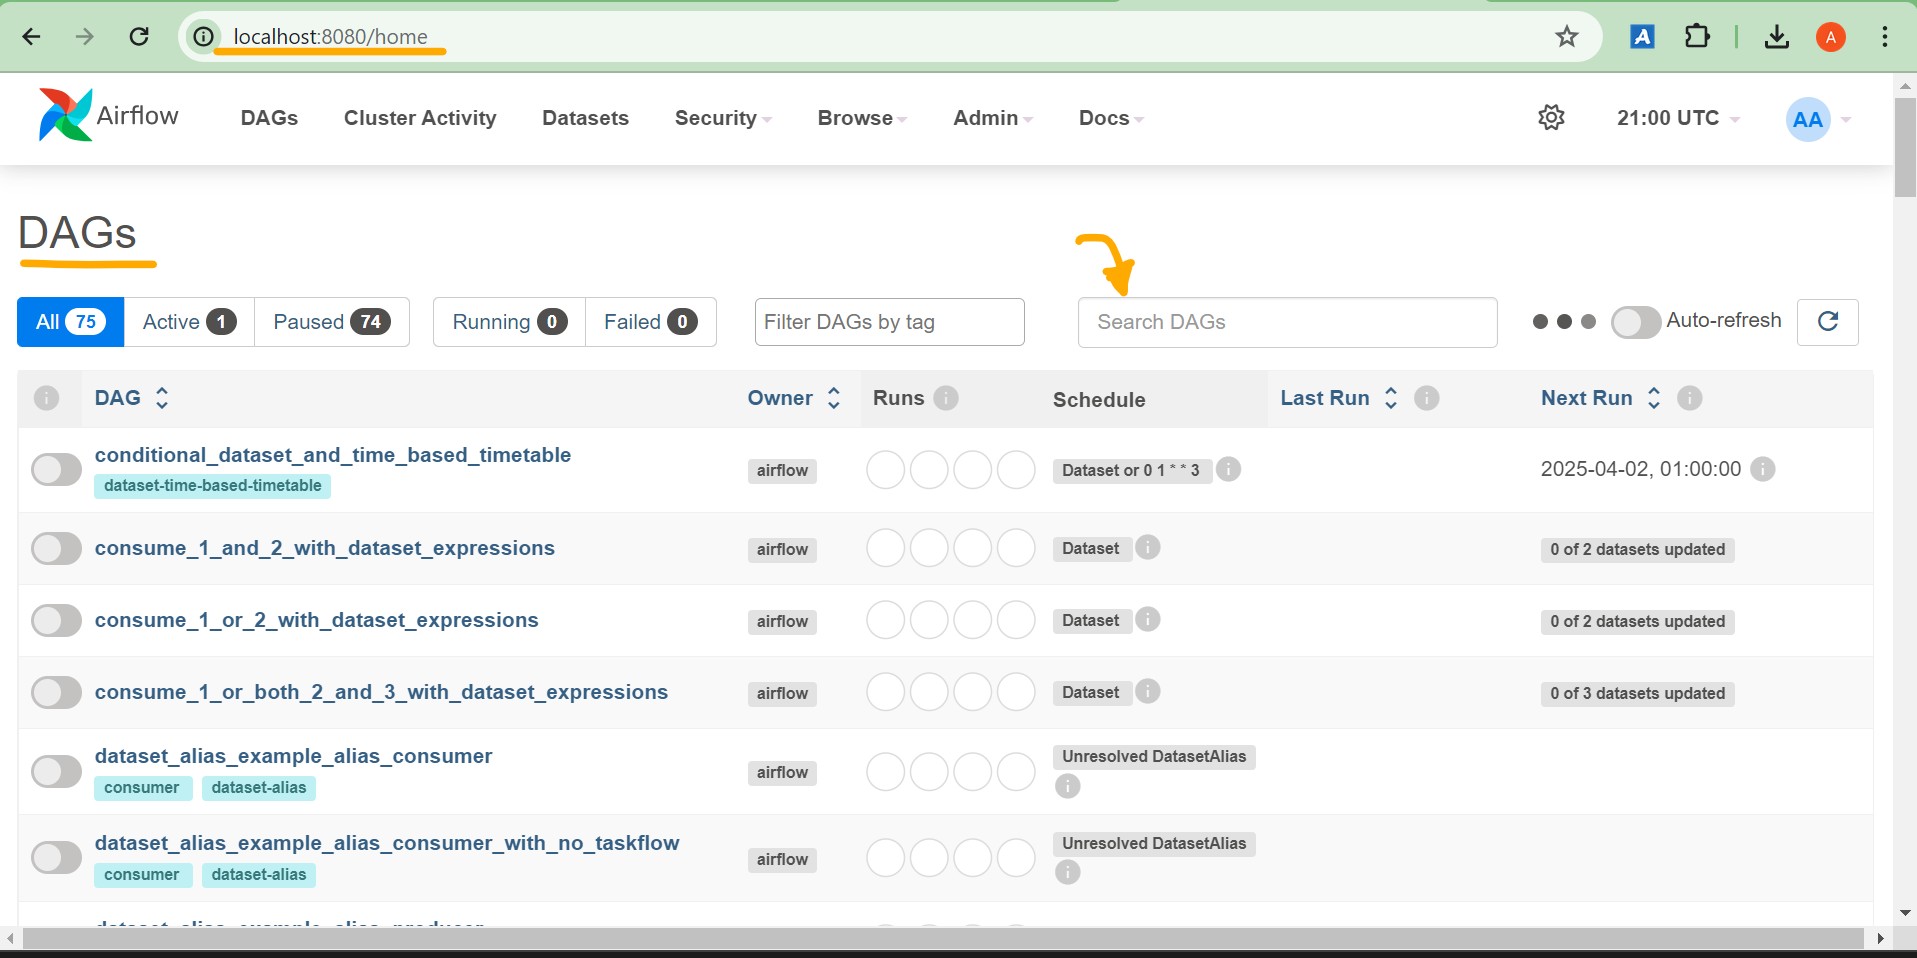 localhost:8080/home
A
A
Airflow
DAGs Cluster Activity Datasets Security Browse Admin Docs 21:00 UTC AA
DAGs
All 75 Active 1 Paused 74 Running 0 Failed 0 Filter DAGs by tag Search DAGs Auto-refresh
i DAG Owner Runs i Schedule Last Run i Next Run i
conditional_dataset_and_time_based_timetable airflow Dataset or 0 1 * * 3 i 2025-04-02, 01:00:00 i
dataset-time-based-timetable
consume_1_and_2_with_dataset_expressions airflow Dataset i 0 of 2 datasets updated
consume_1_or_2_with_dataset_expressions airflow Dataset i 0 of 2 datasets updated
consume_1_or_both_2_and_3_with_dataset_expressions airflow Dataset i 0 of 3 datasets updated
dataset_alias_example_alias_consumer airflow Unresolved DatasetAlias i
consumer dataset-alias
dataset_alias_example_alias_consumer_with_no_taskflow airflow Unresolved DatasetAlias i
consumer dataset-alias